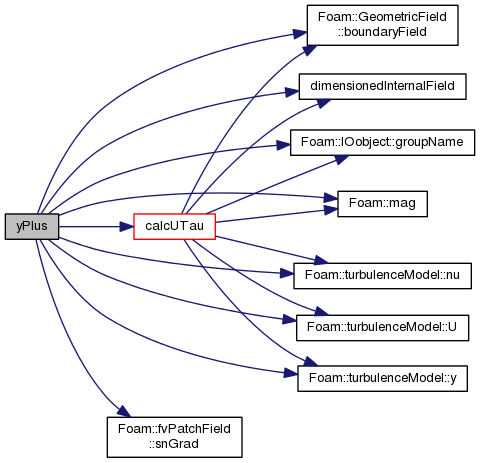 Foam::GeometricField
::boundaryField
dimensionedInternalField
Foam::IOobject::groupName
Foam::mag
yPlus
calcUTau
Foam::turbulenceModel::nu
Foam::turbulenceModel::U
Foam::turbulenceModel::y
Foam::fvPatchField
::snGrad